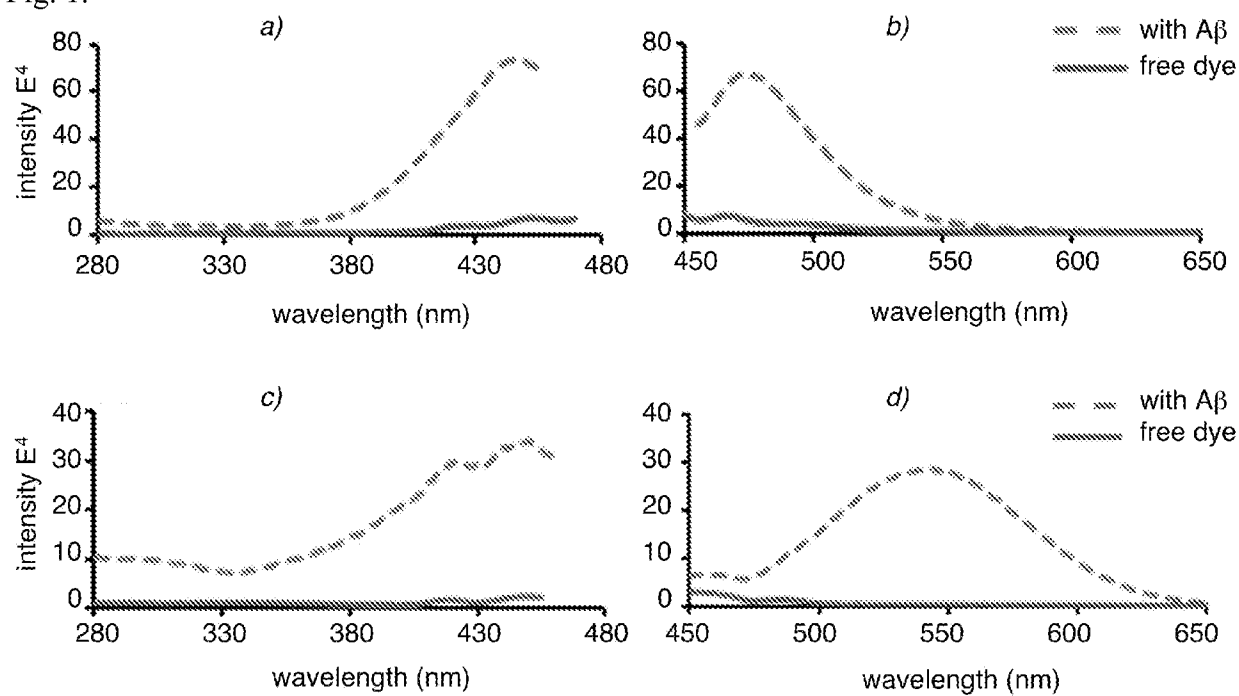 Fig. 1.
a)
80
60
40
20
0
intensity E⁴
280 330 380 430 480
wavelength (nm)
b)
with Aβ
free dye
80
60
40
20
0
450 500 550 600 650
wavelength (nm)
c)
40
30
20
10
0
intensity E⁴
280 330 380 430 480
wavelength (nm)
d)
with Aβ
free dye
40
30
20
10
0
450 500 550 600 650
wavelength (nm)